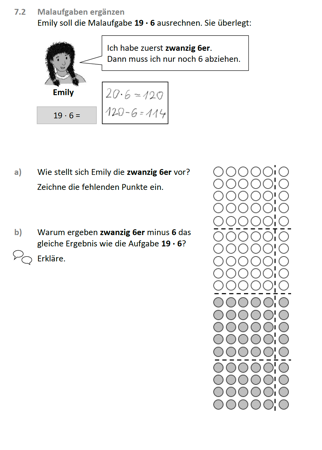 7.2 Malaufgaben ergänzen
Emily soll die Malaufgabe 19 · 6 ausrechnen. Sie überlegt:
Ich habe zuerst zwanzig 6er.
Dann muss ich nur noch 6 abziehen.
Emily
20·6=120
120-6=114
19 · 6 =
a) Wie stellt sich Emily die zwanzig 6er vor?
Zeichne die fehlenden Punkte ein.
b) Warum ergeben zwanzig 6er minus 6 das
gleiche Ergebnis wie die Aufgabe 19 · 6?
Erkläre.